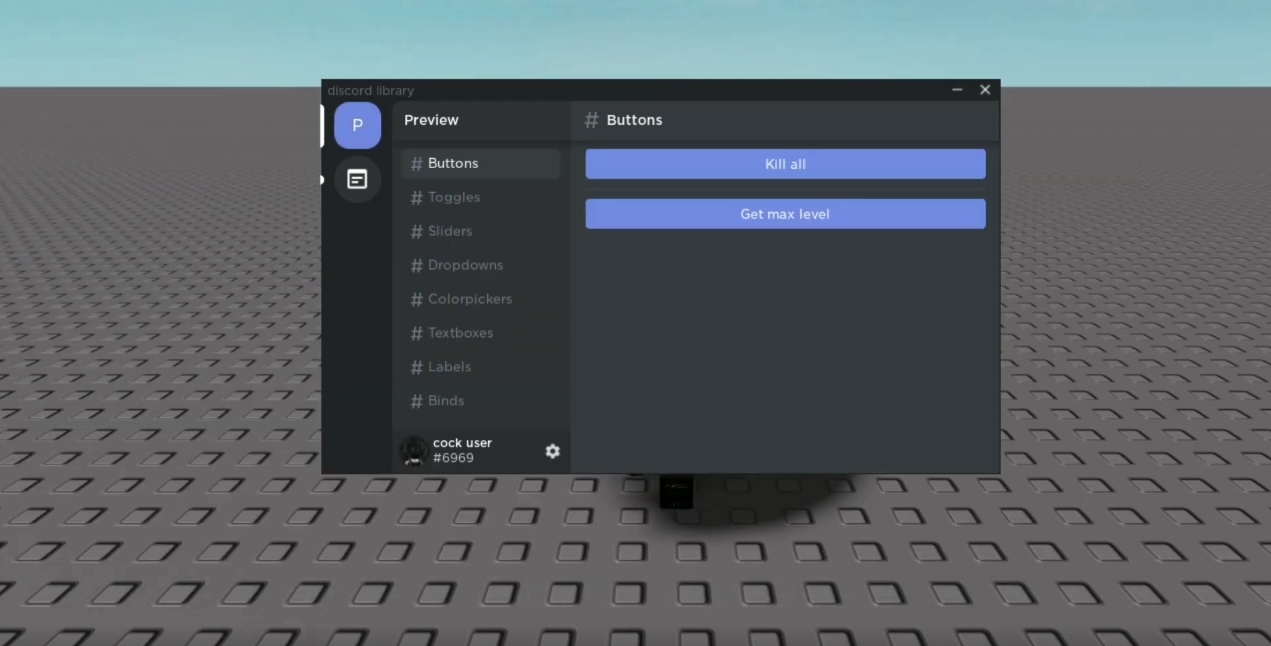 discord library
P
Preview
# Buttons
# Buttons
# Toggles
# Sliders
# Dropdowns
# Colorpickers
# Textboxes
# Labels
# Binds
cock user
#6969
Kill all
Get max level